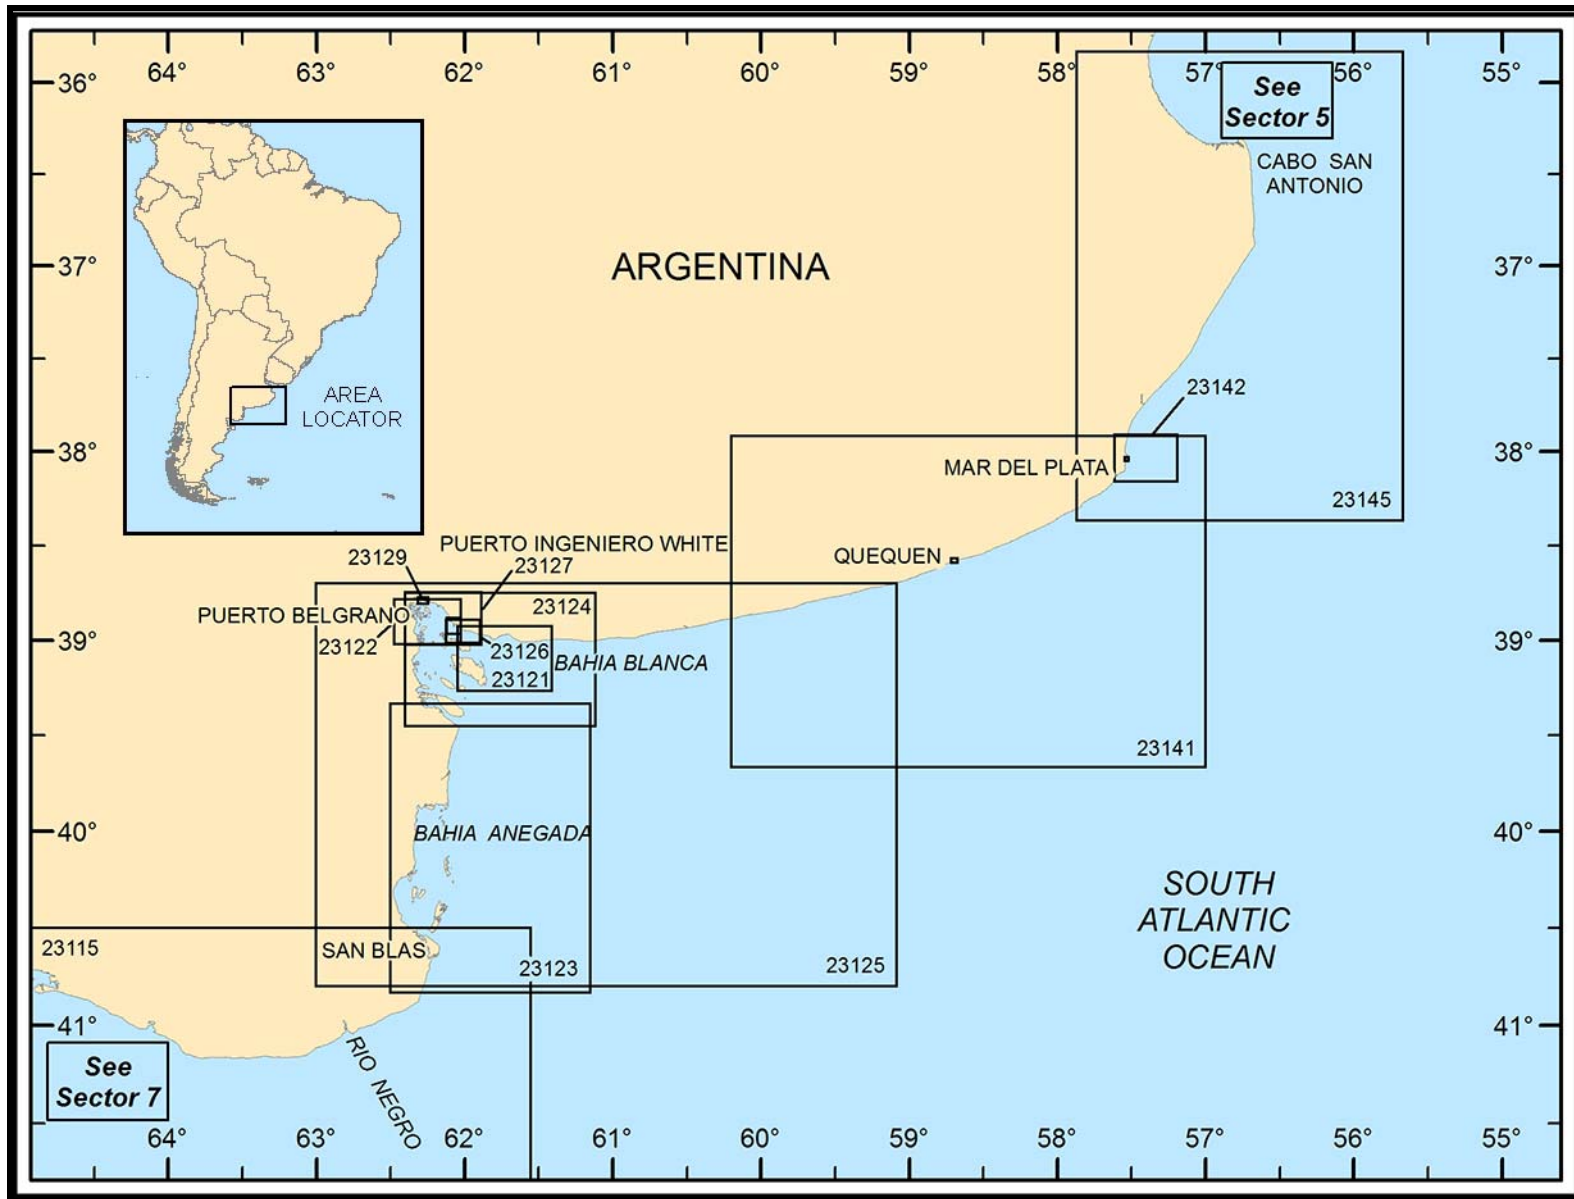 64°
63°
62°
61°
60°
59°
58°
57°
56°
55°
36°
See
Sector 5
CABO SAN
ANTONIO
ARGENTINA
37°
37°
AREA
LOCATOR
23142
38°
38°
MAR DEL PLATA
23145
PUERTO INGENIERO WHITE
23129
23127
QUEQUEN
23124
PUERTO BELGRANO
39°
39°
23122
23126
BAHIA BLANCA
23121
23141
40°
40°
BAHIA ANEGADA
SOUTH
ATLANTIC
OCEAN
23115
SAN BLAS
23123
23125
41°
41°
See
Sector 7
RIO NEGRO
64°
63°
62°
61°
60°
59°
58°
57°
56°
55°